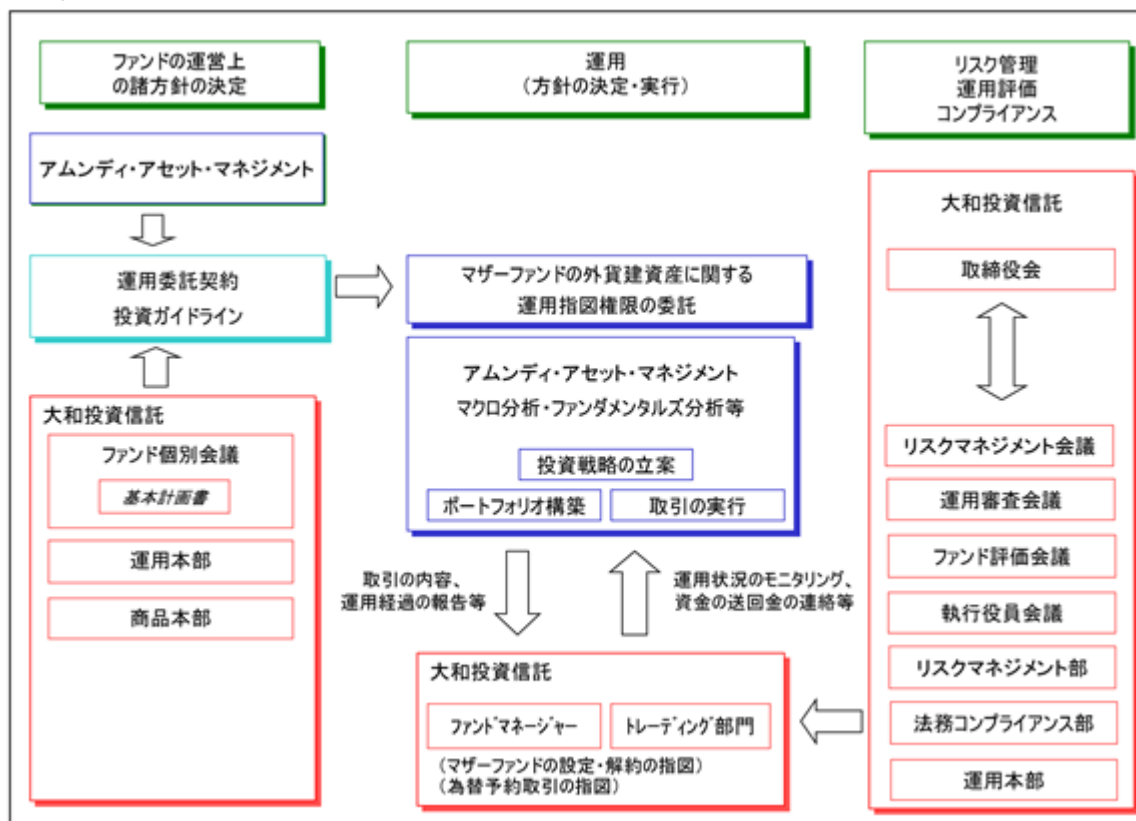 ファンドの運営上
の諸方針の決定
運用
（方針の決定・実行）
リスク管理
運用評価
コンプライアンス
アムンディ・アセット・マネジメント
運用委託契約
投資ガイドライン
マザーファンドの外貨建資産に関する
運用指図権限の委託
アムンディ・アセット・マネジメント
マクロ分析・ファンダメンタルズ分析等
投資戦略の立案
ポートフォリオ構築
取引の実行
大和投資信託
ファンド個別会議
基本計画書
運用本部
商品本部
取引の内容、
運用経過の報告等
運用状況のモニタリング、
資金の送回金の連絡等
大和投資信託
ファンドマネージャー
トレーディング部門
（マザーファンドの設定・解約の指図）
（為替予約取引の指図）
大和投資信託
取締役会
リスクマネジメント会議
運用審査会議
ファンド評価会議
執行役員会議
リスクマネジメント部
法務コンプライアンス部
運用本部